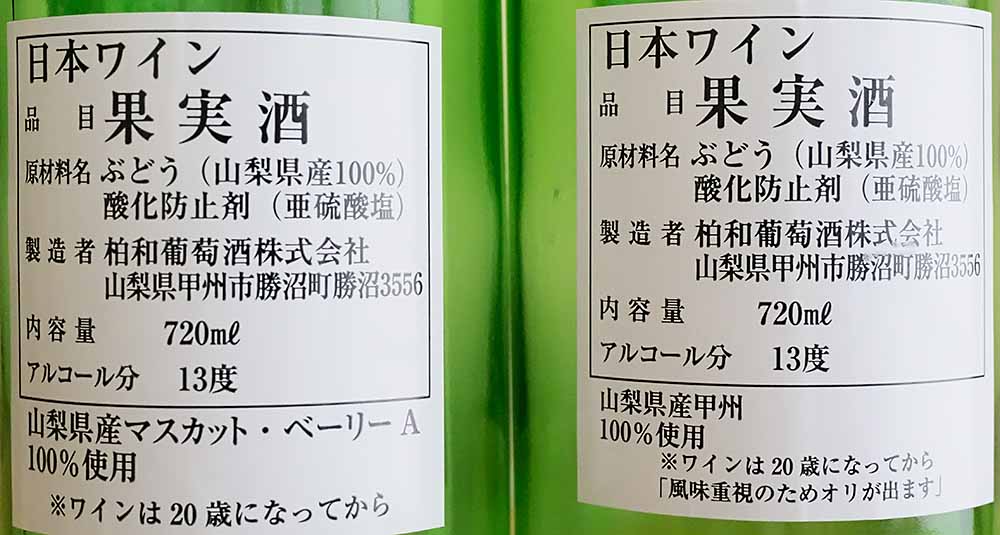 日本ワイン
品目 果実酒
原材料名 ぶどう（山梨県産100%）
酸化防止剤（亜硫酸塩）
製造者 柏和葡萄酒株式会社
山梨県甲州市勝沼町勝沼3556
内容量 720mℓ
アルコール分 13度
山梨県産マスカット・ベーリーA
100%使用
※ワインは20歳になってから
日本ワイン
品目 果実酒
原材料名 ぶどう（山梨県産100%）
酸化防止剤（亜硫酸塩）
製造者 柏和葡萄酒株式会社
山梨県甲州市勝沼町勝沼3556
内容量 720mℓ
アルコール分 13度
山梨県産甲州
100%使用
※ワインは20歳になってから
「風味重視のためオリが出ます」